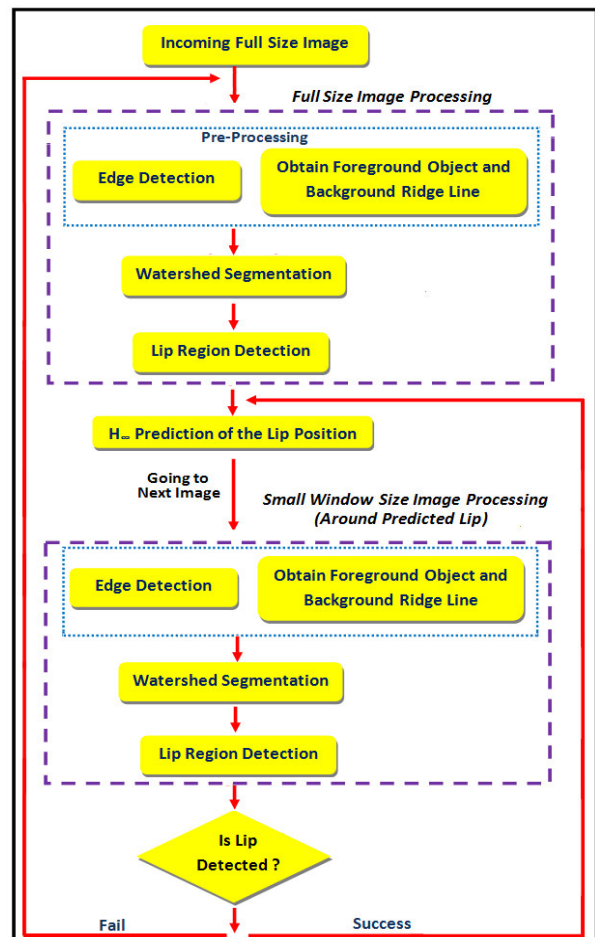 Incoming Full Size Image
Full Size Image Processing
Pre-Processing
Edge Detection
Obtain Foreground Object and
Background Ridge Line
Watershed Segmentation
Lip Region Detection
H∞ Prediction of the Lip Position
Going to
Next Image
Small Window Size Image Processing
(Around Predicted Lip)
Edge Detection
Obtain Foreground Object and
Background Ridge Line
Watershed Segmentation
Lip Region Detection
Is Lip
Detected ?
Fail
Success